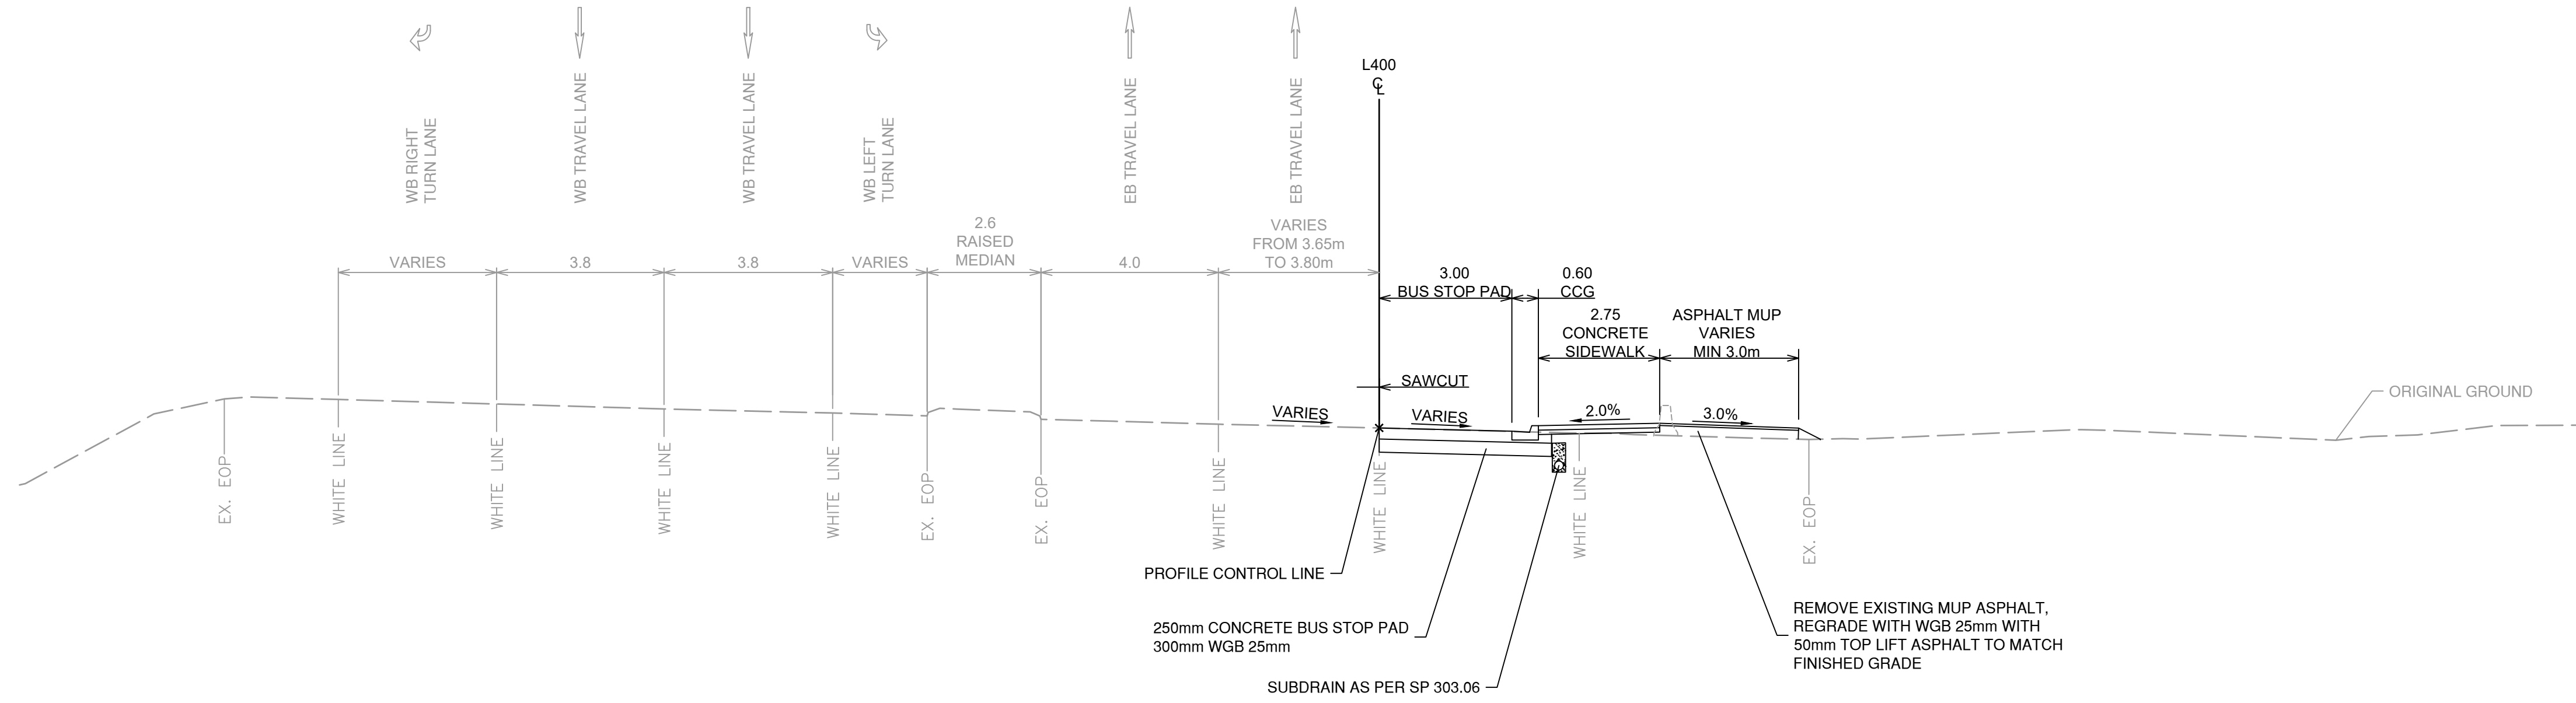 WB RRIGHT
TURN LANE
WB TRAVEL LANE
WB TRAVEL LANE
WB LEFT
TURN LANE
EB TRAVEL LANE
EB TRAVEL LANE
L400
CL
VARIES
3.8
3.8
VARIES
2.6
RAISED
MEDIAN
4.0
VARIES
FROM 3.65m
TO 3.80m
3.00
BUS STOP PAD
0.60
CCG
2.75
CONCRETE
SIDEWALK
ASPHALT MUP
VARIES
MIN 3.0m
SAWCUT
VARIES
VARIES
2.0%
3.0%
ORIGINAL GROUND
EX. EOP
WHITE LINE
WHITE LINE
WHITE LINE
WHITE LINE
EX. EOP
EX. EOP
WHITE LINE
WHITE LINE
WHITE LINE
EX. EOP
PROFILE CONTROL LINE
250mm CONCRETE BUS STOP PAD
300mm WGB 25mm
SUBDRAIN AS PER SP 303.06
REMOVE EXISTING MUP ASPHALT,
REGRADE WITH WGB 25mm WITH
50mm TOP LIFT ASPHALT TO MATCH
FINISHED GRADE